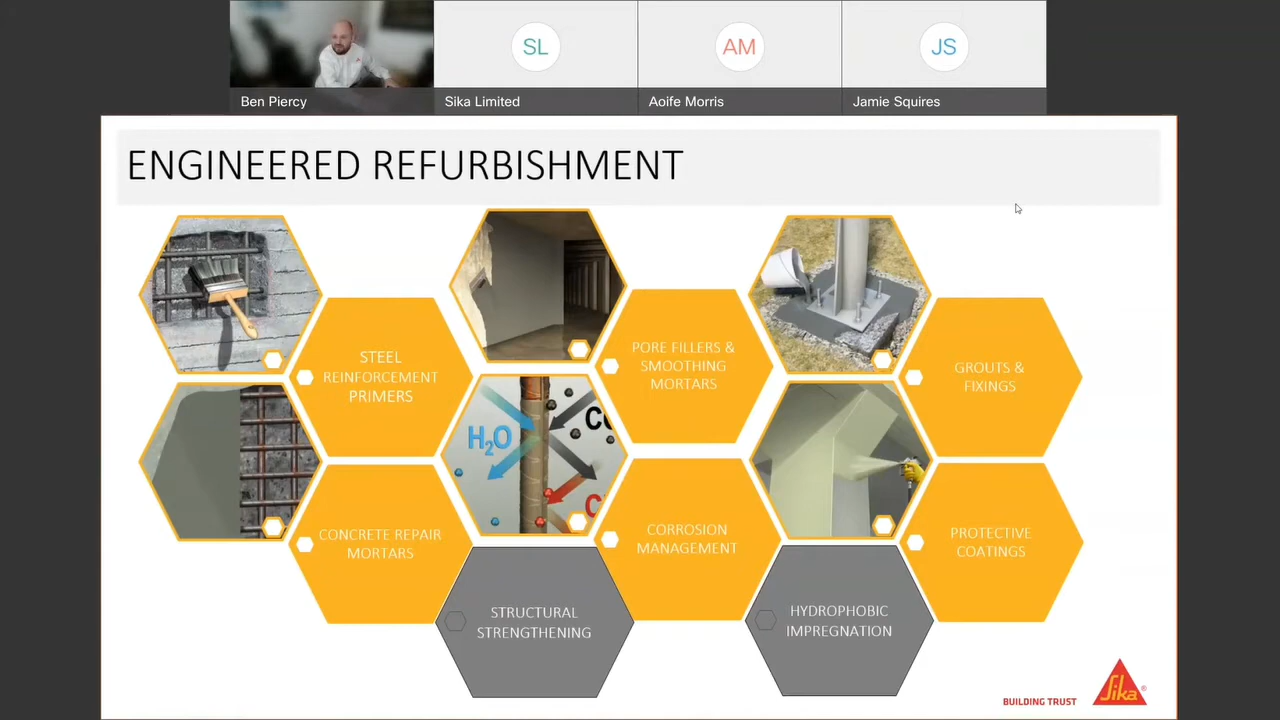 SL
AM
JS
Ben Piercy
Sika Limited
Aoife Morris
Jamie Squires
ENGINEERED REFURBISHMENT
STEEL
REINFORCEMENT
PRIMERS
PORE FILLERS &
SMOOTHING
MORTARS
GROUTS &
FIXINGS
H₂O
CONCRETE REPAIR
MORTARS
CORROSION
MANAGEMENT
PROTECTIVE
COATINGS
STRUCTURAL
STRENGTHENING
HYDROPHOBIC
IMPREGNATION
BUILDING TRUST
Sika®